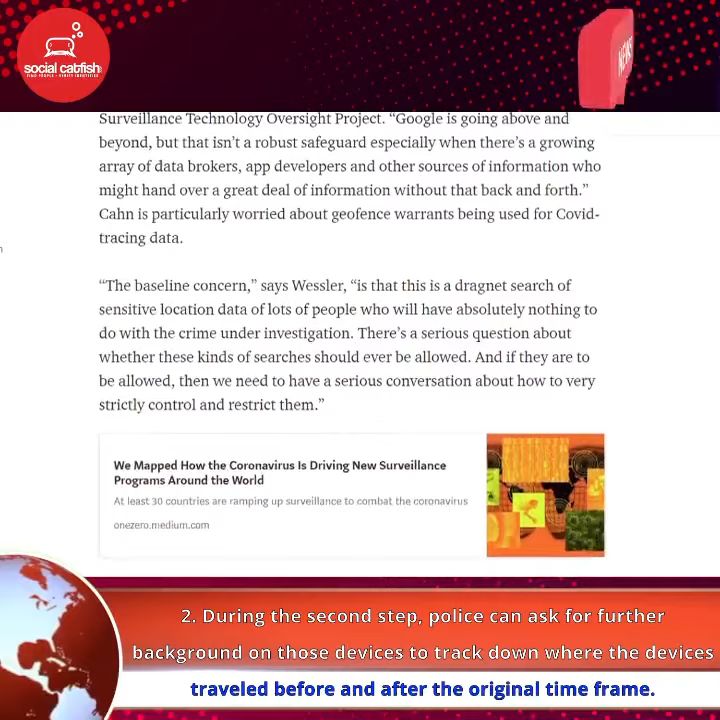 social catfish
NEWS
Surveillance Technology Oversight Project. “Google is going above and
beyond, but that isn’t a robust safeguard especially when there’s a growing
array of data brokers, app developers and other sources of information who
might hand over a great deal of information without that back and forth.”
Cahn is particularly worried about geofence warrants being used for Covid-
tracing data.
“The baseline concern,” says Wessler, “is that this is a dragnet search of
sensitive location data of lots of people who will have absolutely nothing to
do with the crime under investigation. There’s a serious question about
whether these kinds of searches should ever be allowed. And if they are to
be allowed, then we need to have a serious conversation about how to very
strictly control and restrict them.”
We Mapped How the Coronavirus Is Driving New Surveillance
Programs Around the World
At least 30 countries are ramping up surveillance to combat the coronavirus
onezero.medium.com
2. During the second step, police can ask for further
background on those devices to track down where the devices
traveled before and after the original time frame.